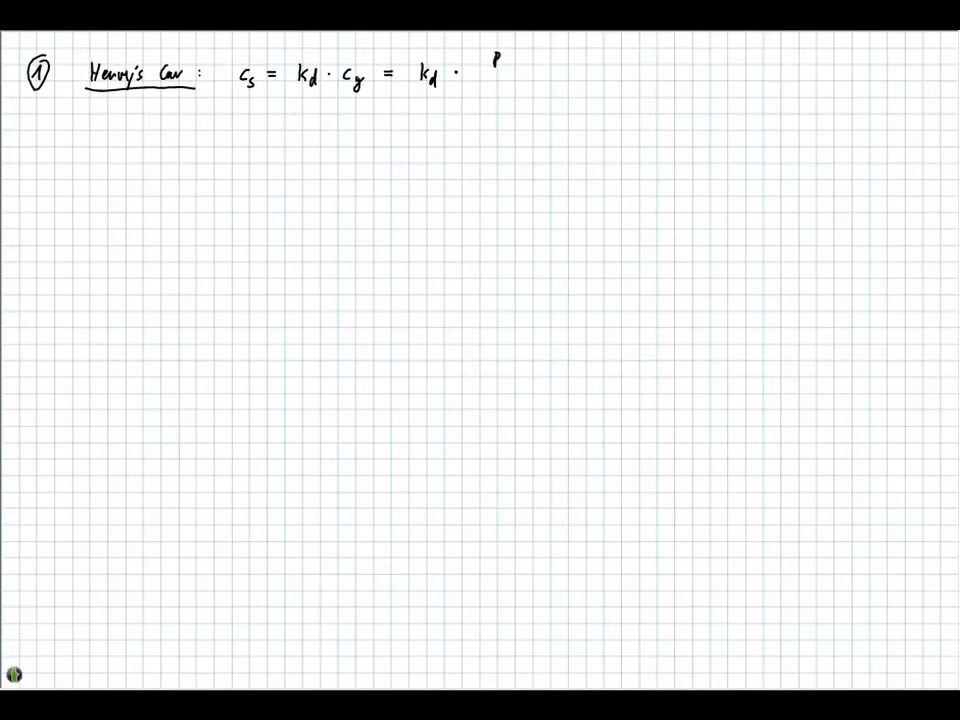 ① Henry's Law : c_s = k_d · c_g = k_d · p